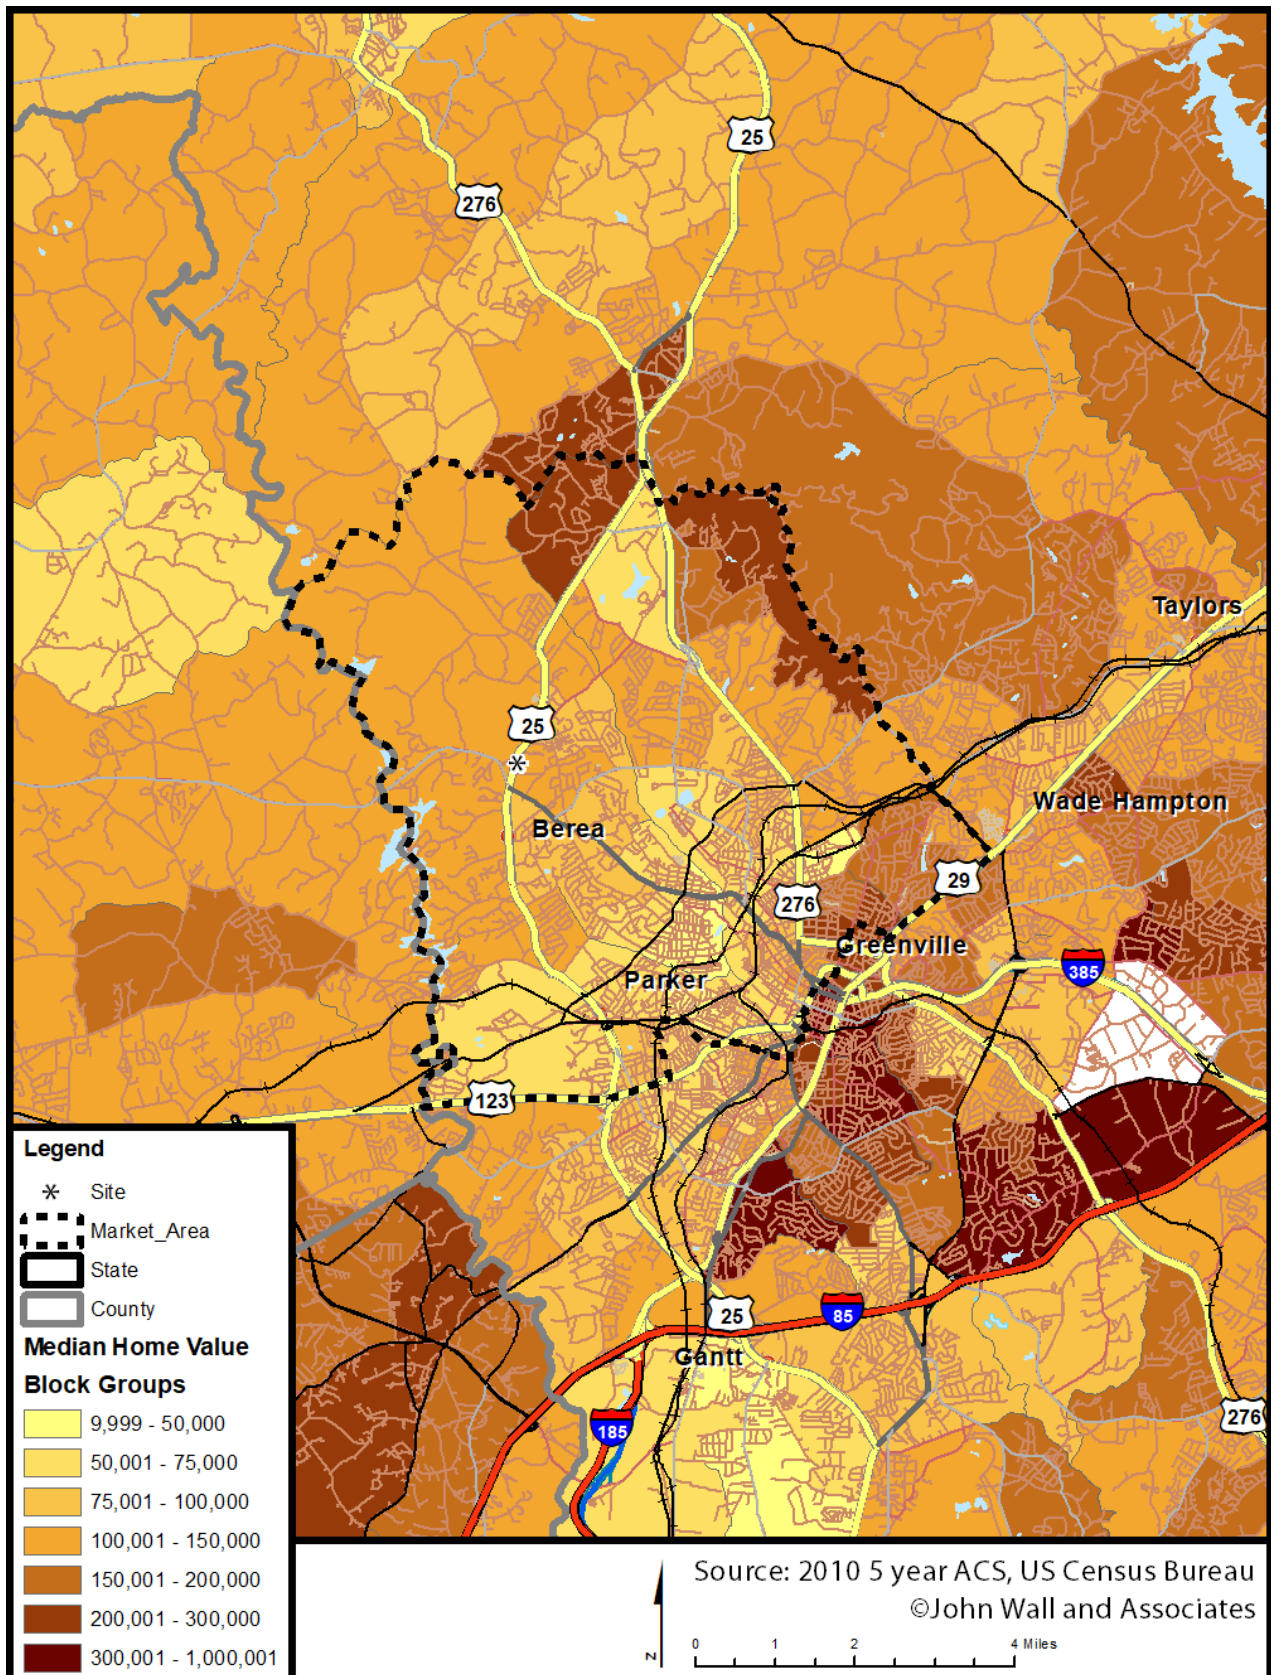 276
25
Taylors
25
Wade Hampton
Berea
29
276
Greenville
385
Parker
123
25
85
Gantt
276
185
Legend
Site
Market_Area
State
County
Median Home Value
Block Groups
9,999 - 50,000
50,001 - 75,000
75,001 - 100,000
100,001 - 150,000
150,001 - 200,000
200,001 - 300,000
300,001 - 1,000,001
Source: 2010 5 year ACS, US Census Bureau
©John Wall and Associates
N
0 1 2 4 Miles